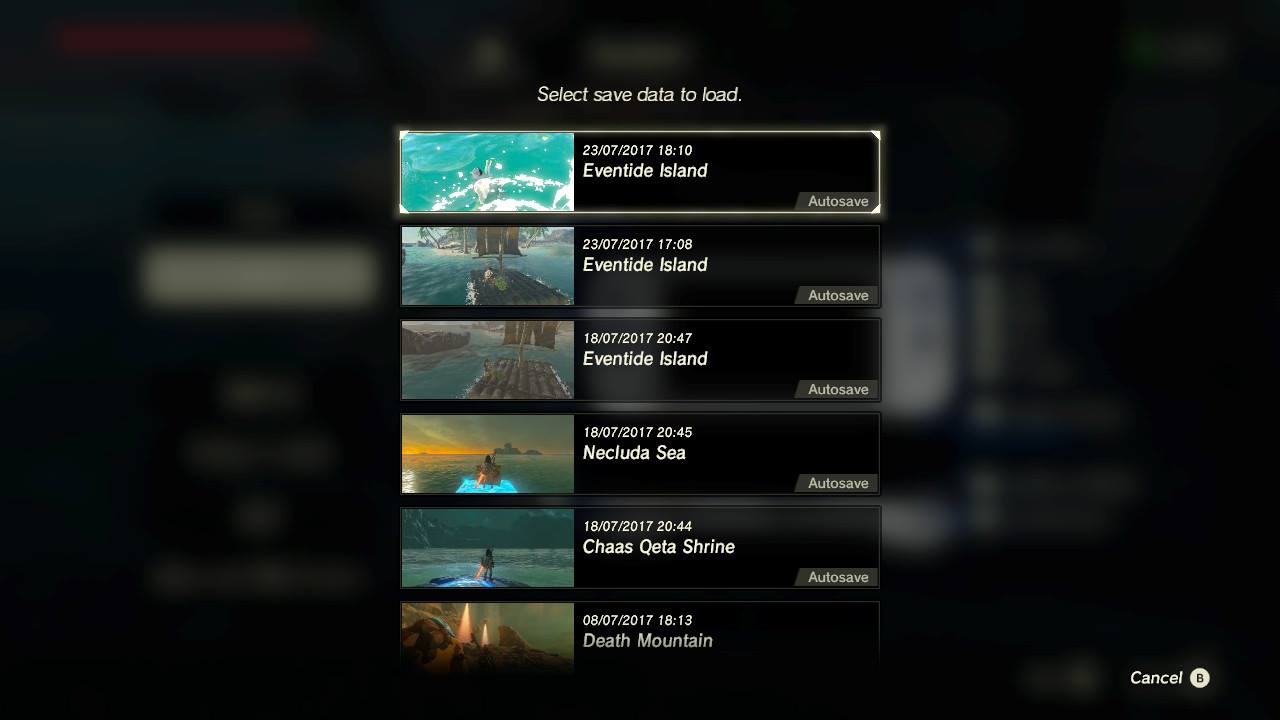 Select save data to load.
23/07/2017 18:10
Eventide Island
Autosave
23/07/2017 17:08
Eventide Island
Autosave
18/07/2017 20:47
Eventide Island
Autosave
18/07/2017 20:45
Necluda Sea
Autosave
18/07/2017 20:44
Chaas Qeta Shrine
Autosave
08/07/2017 18:13
Death Mountain
Cancel B